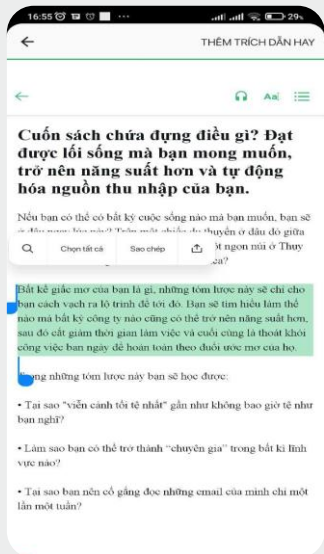 16:55
29%
THÊM TRÍCH DẪN HAY
Aa
Cuốn sách chứa đựng điều gì? Đạt
được lối sống mà bạn mong muốn,
trở nên năng suất hơn và tự động
hóa nguồn thu nhập của bạn.
Nếu bạn có thể có bất kỳ cuộc sống nào mà bạn muốn, bạn sẽ
Chọn tất cả
Sao chép
ột ngọn núi ở Thụy
Bất kể giấc mơ của bạn là gì, những tóm lược này sẽ chỉ cho
bạn cách vạch ra lộ trình để tới đó. Bạn sẽ tìm hiểu làm thế
nào mà bất kỳ công ty nào cũng có thể trở nên năng suất hơn,
sau đó cắt giảm thời gian làm việc và cuối cùng là thoát khỏi
công việc ban ngày để hoàn toàn theo đuổi ước mơ của họ.
Trong những tóm lược này bạn sẽ học được:
• Tại sao "viễn cảnh tồi tệ nhất" gần như không bao giờ tệ như
bạn nghĩ?
• Làm sao bạn có thể trở thành "chuyên gia" trong bất kì lĩnh
vực nào?
• Tại sao bạn nên cố gắng đọc những email của mình chỉ một
lần một tuần?